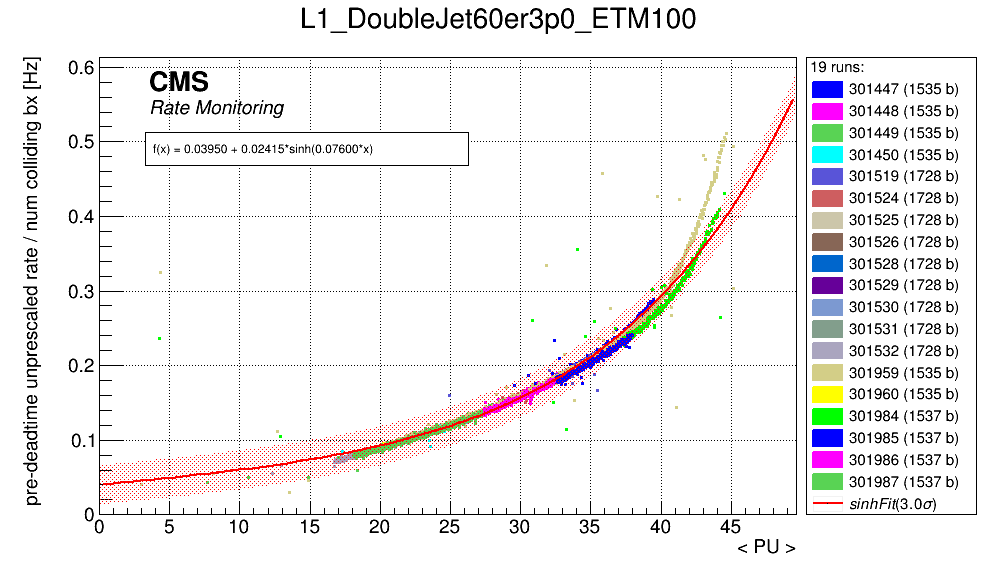 L1_DoubleJet60er3p0_ETM100
pre-deadtime unprescaled rate / num colliding bx [Hz]
CMS
Rate Monitoring
f(x) = 0.03950 + 0.02415*sinh(0.07600*x)
0.6
0.5
0.4
0.3
0.2
0.1
0
0 5 10 15 20 25 30 35 40 45
< PU >
19 runs:
301447 (1535 b)
301448 (1535 b)
301449 (1535 b)
301450 (1535 b)
301519 (1728 b)
301524 (1728 b)
301525 (1728 b)
301526 (1728 b)
301528 (1728 b)
301529 (1728 b)
301530 (1728 b)
301531 (1728 b)
301532 (1728 b)
301959 (1535 b)
301960 (1535 b)
301984 (1537 b)
301985 (1537 b)
301986 (1537 b)
301987 (1537 b)
sinhFit(3.0σ)